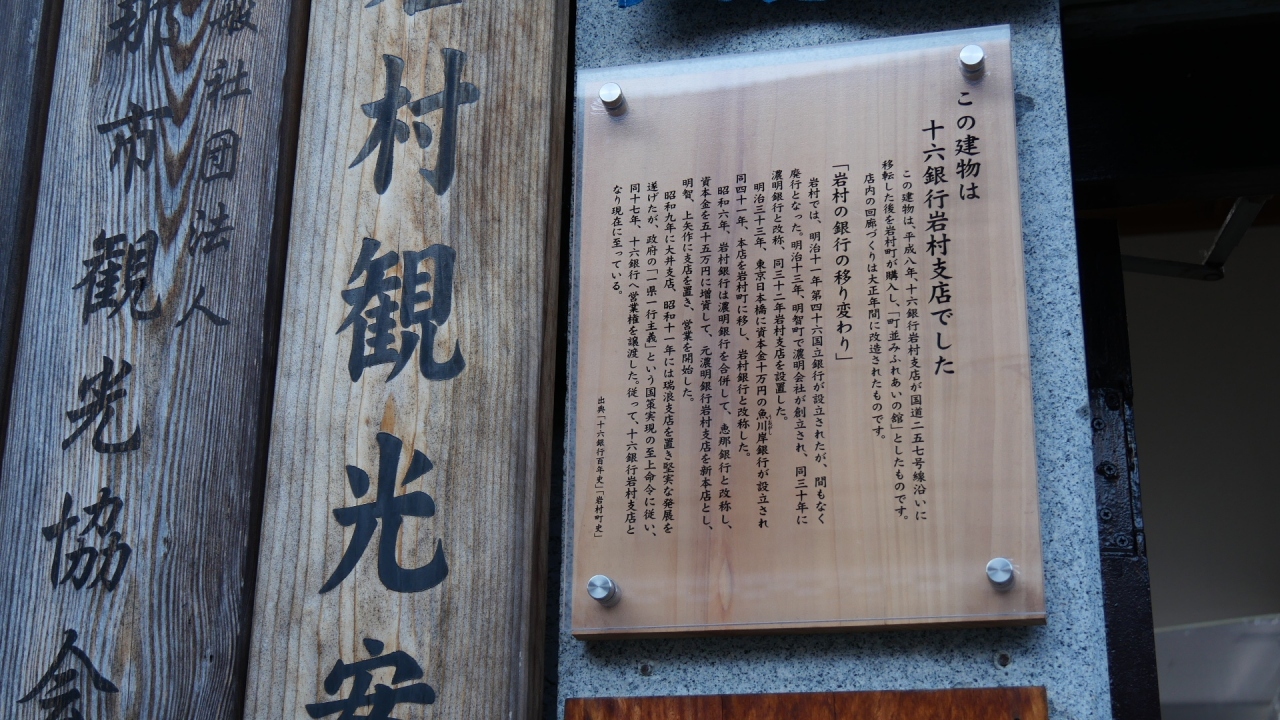 この建物は
十六銀行岩村支店でした
この建物は、平成八年、十六銀行岩村支店が国道二五七号線沿いに
移転した後を岩村町が購入し、「町並みふれあいの館」としたものです。
店内の回廊づくりは大正年間に改造されたものです。
「岩村の銀行の移り変わり」
岩村では、明治十一年第四十六国立銀行が設立されたが、間もなく
廃行となった。明治十三年、明智町で濃明会社が創立され、同三十年に
濃明銀行と改称、同三十二年岩村支店を設置した。
明治三十三年、東京日本橋に資本金十万円の魚川岸銀行が設立され
同四十一年、本店を岩村町に移し、岩村銀行と改称した。
昭和六年、岩村銀行は濃明銀行を合併して、恵那銀行と改称し、
資本金を五十五万円に増資して、元濃明銀行岩村支店を新本店とし、
明智、上矢作に支店を置き、営業を開始した。
昭和九年に大井支店、昭和十一年には瑞浪支店を置き堅実な発展を
遂げたが、政府の「一県一行主義」という国策実現の至上命令に従い、
同十七年、十六銀行へ営業権を譲渡した。従って、十六銀行岩村支店と
なり現在に至っている。
出典「十六銀行百年史」「岩村町史」
村観光安
般社団法人
那市観光協会